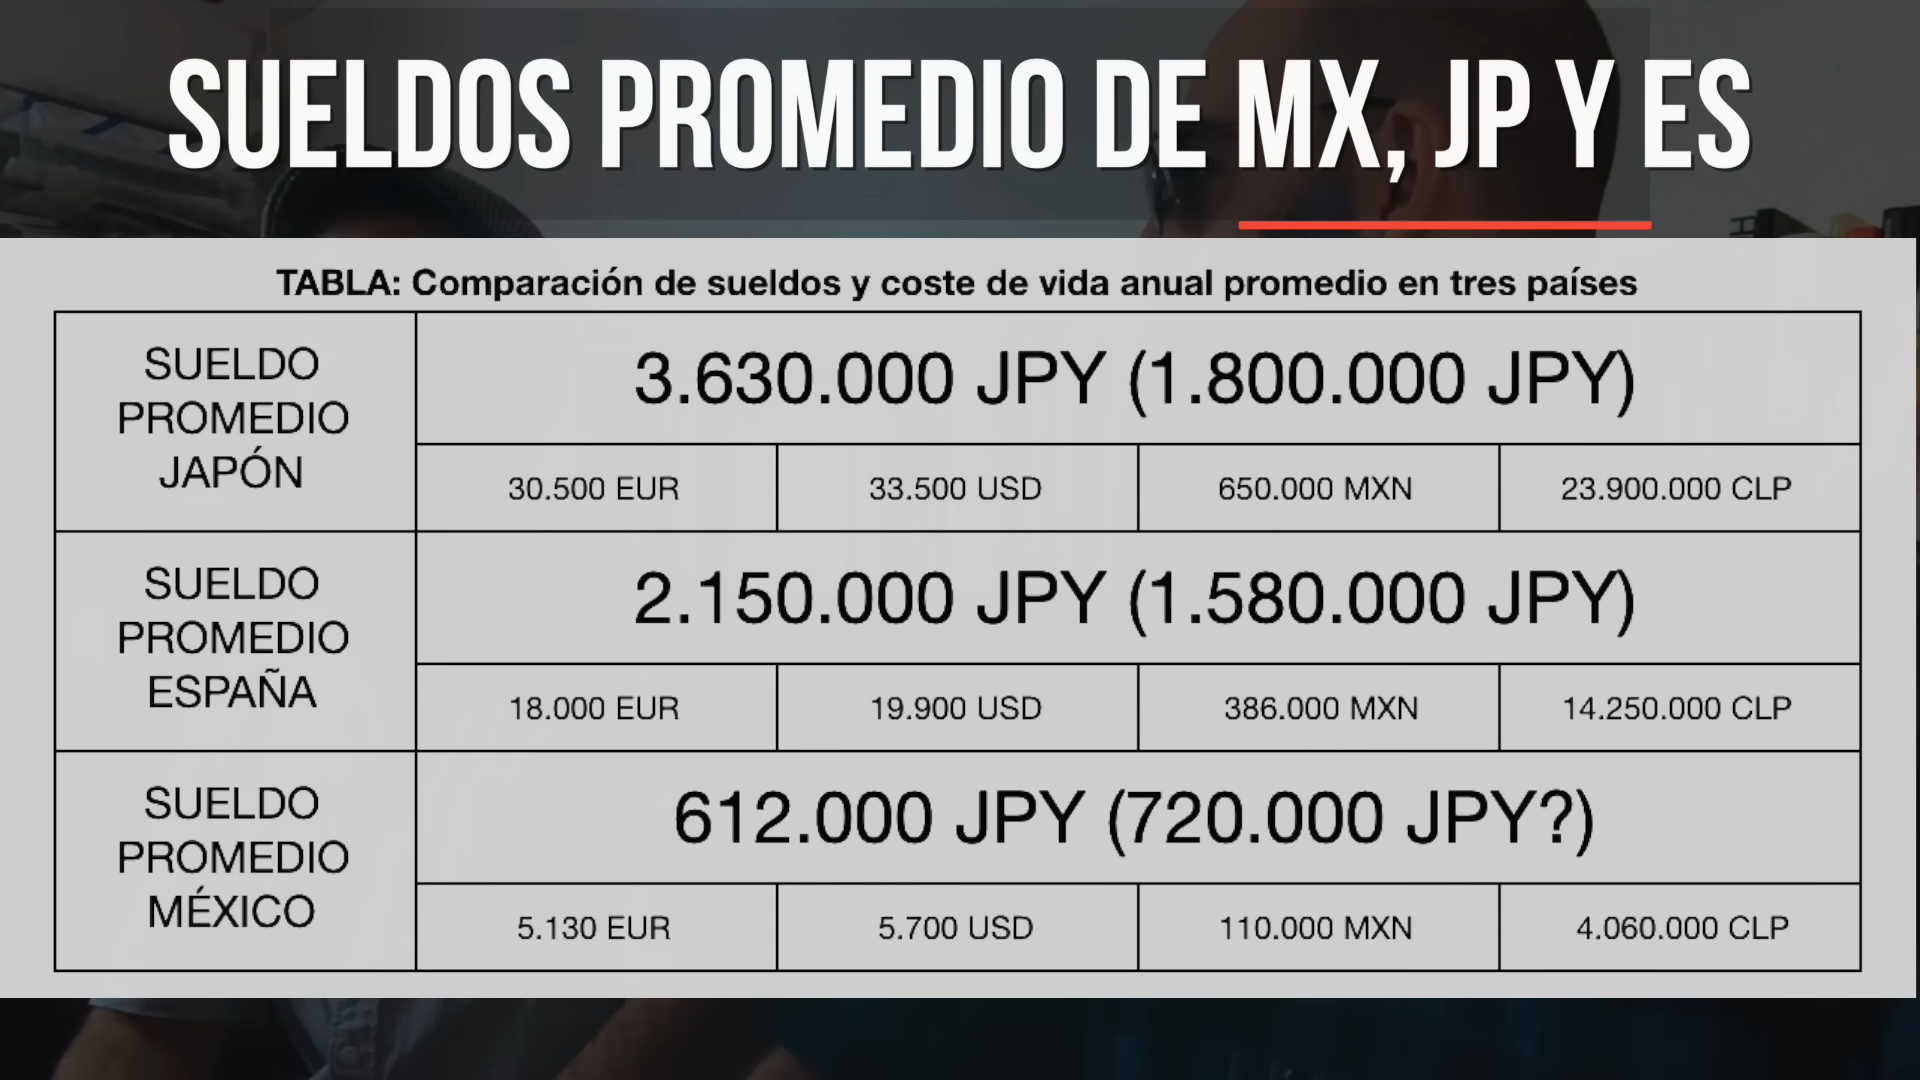 SUELDOS PROMEDIO DE MX, JP Y ES
TABLA: Comparación de sueldos y coste de vida anual promedio en tres países
SUELDO
PROMEDIO
JAPÓN
3.630.000 JPY (1.800.000 JPY)
30.500 EUR
33.500 USD
650.000 MXN
23.900.000 CLP
SUELDO
PROMEDIO
ESPAÑA
2.150.000 JPY (1.580.000 JPY)
18.000 EUR
19.900 USD
386.000 MXN
14.250.000 CLP
SUELDO
PROMEDIO
MÉXICO
612.000 JPY (720.000 JPY?)
5.130 EUR
5.700 USD
110.000 MXN
4.060.000 CLP